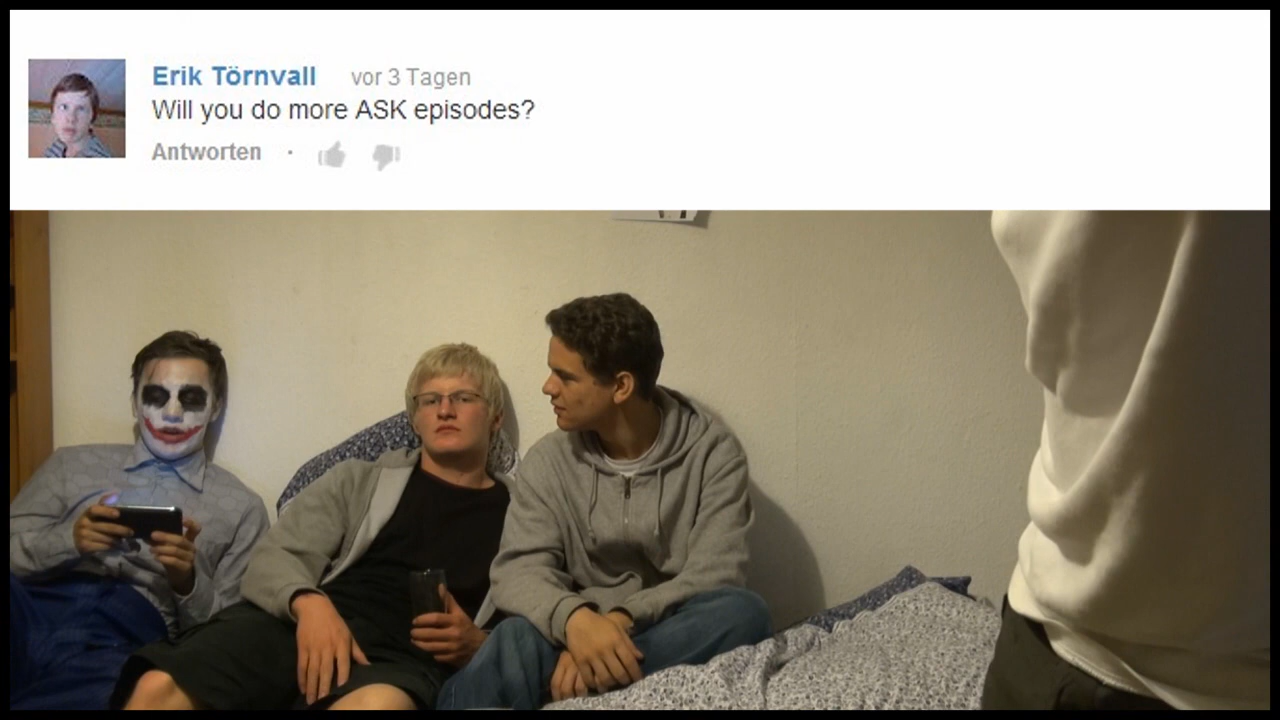 Erik Törnvall vor 3 Tagen
Will you do more ASK episodes?
Antworten ·